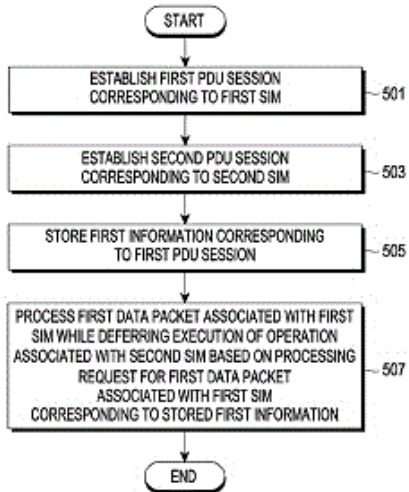 START
ESTABLISH FIRST PDU SESSION
CORRESPONDING TO FIRST SIM
501
ESTABLISH SECOND PDU SESSION
CORRESPONDING TO SECOND SIM
503
STORE FIRST INFORMATION CORRESPONDING
TO FIRST PDU SESSION
505
PROCESS FIRST DATA PACKET ASSOCIATED WITH FIRST
SIM WHILE DEFERRING EXECUTION OF OPERATION
ASSOCIATED WITH SECOND SIM BASED ON PROCESSING
REQUEST FOR FIRST DATA PACKET
ASSOCIATED WITH FIRST SIM
CORRESPONDING TO STORED FIRST INFORMATION
507
END